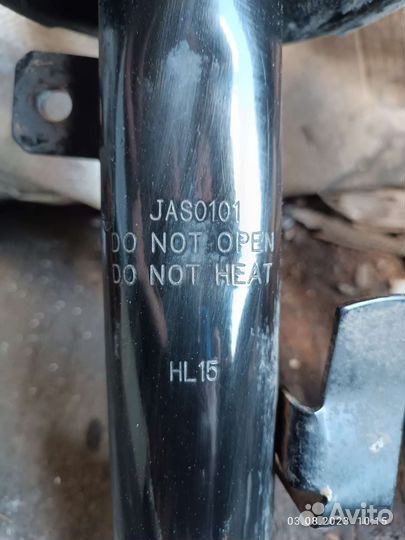 JAS0101
DO NOT OPEN
DO NOT HEAT
HL15
03.08.2023 10:15
Avito